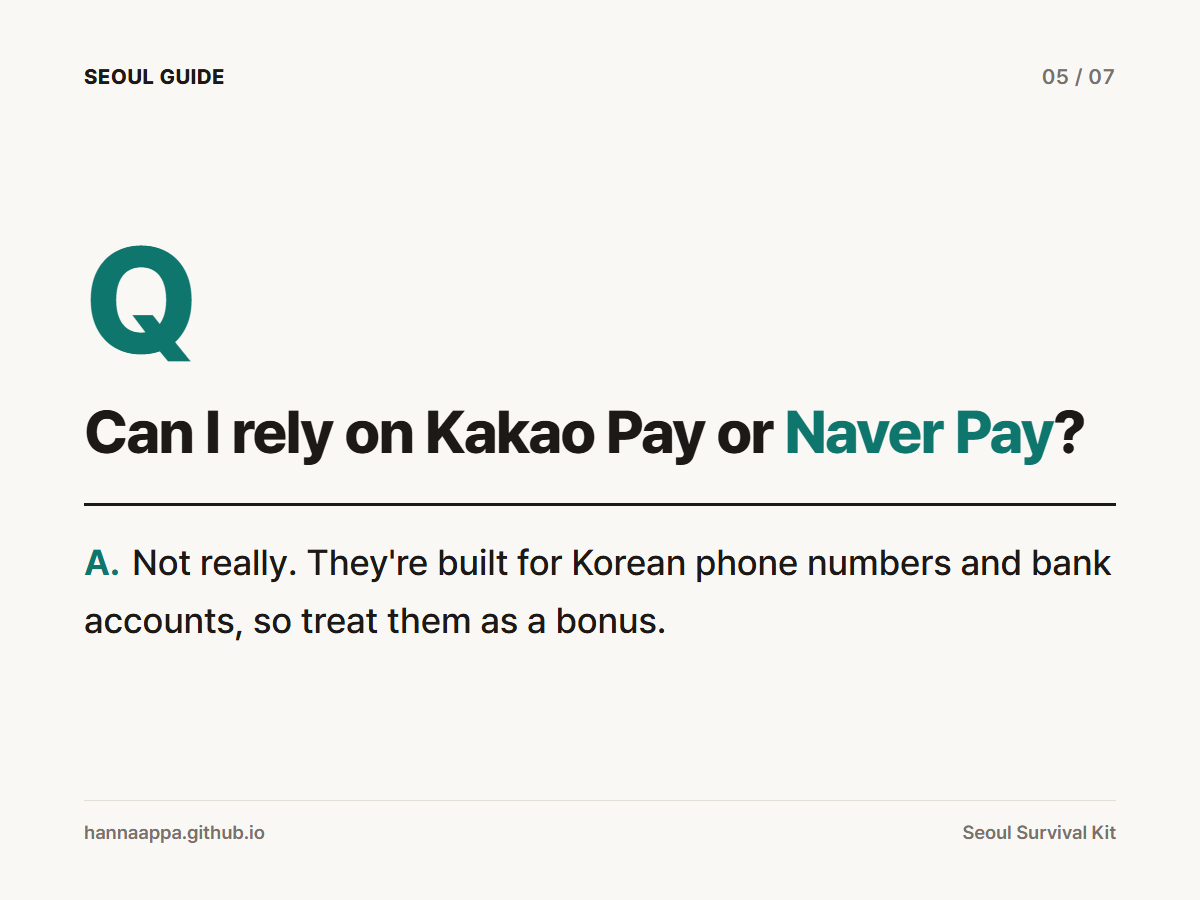 SEOUL GUIDE
05 / 07
Q
Can I rely on Kakao Pay or Naver Pay?
A. Not really. They're built for Korean phone numbers and bank
accounts, so treat them as a bonus.
hannaappa.github.io
Seoul Survival Kit